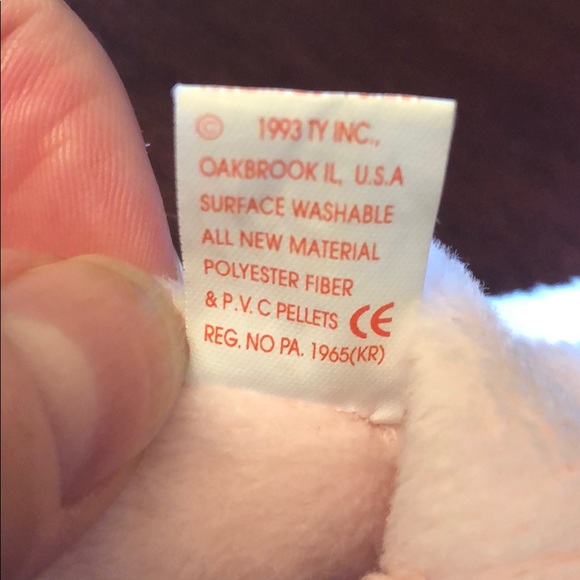 © 1993 TY INC.,
OAKBROOK IL, U.S.A
SURFACE WASHABLE
ALL NEW MATERIAL
POLYESTER FIBER
& P.V.C PELLETS CE
REG. NO PA. 1965(KR)